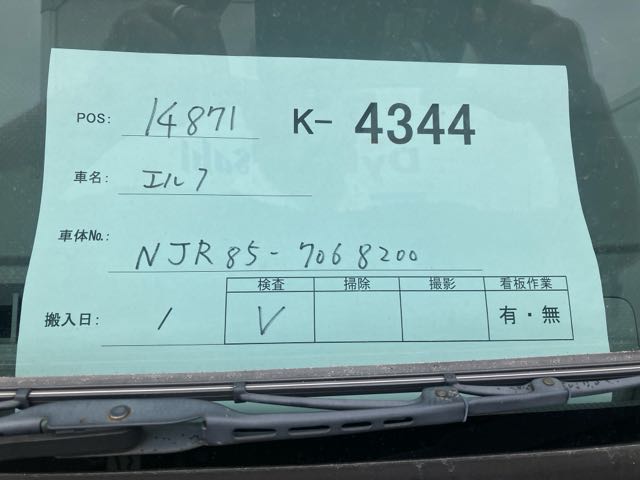 POS: 14871 K- 4344
車名: エルフ
車体No.: NJR85-7068200
検査 掃除 撮影 看板作業
搬入日: / V 有・無